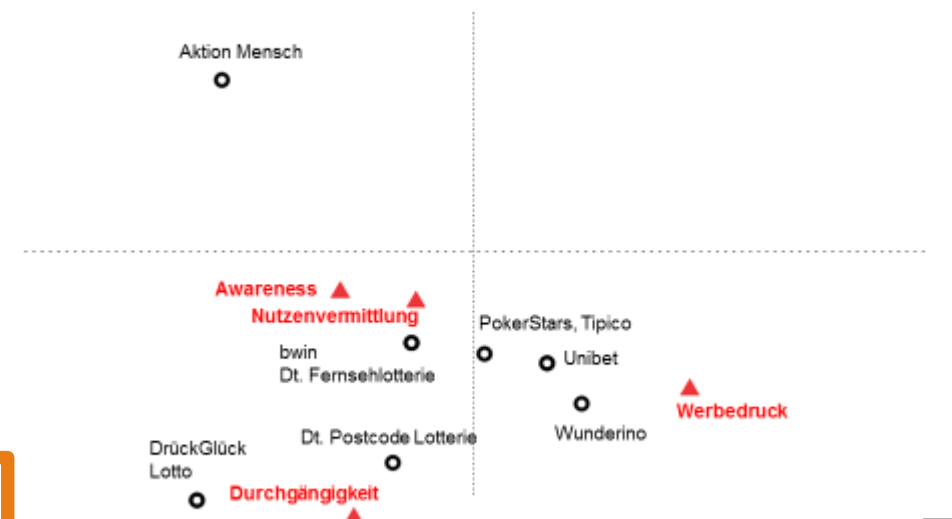 Aktion Mensch
Awareness
Nutzenvermittlung
PokerStars, Tipico
bwin
Dt. Fernsehlotterie
Unibet
Werbedruck
Wunderino
Dt. Postcode Lotterie
DrückGlück
Lotto
Durchgängigkeit